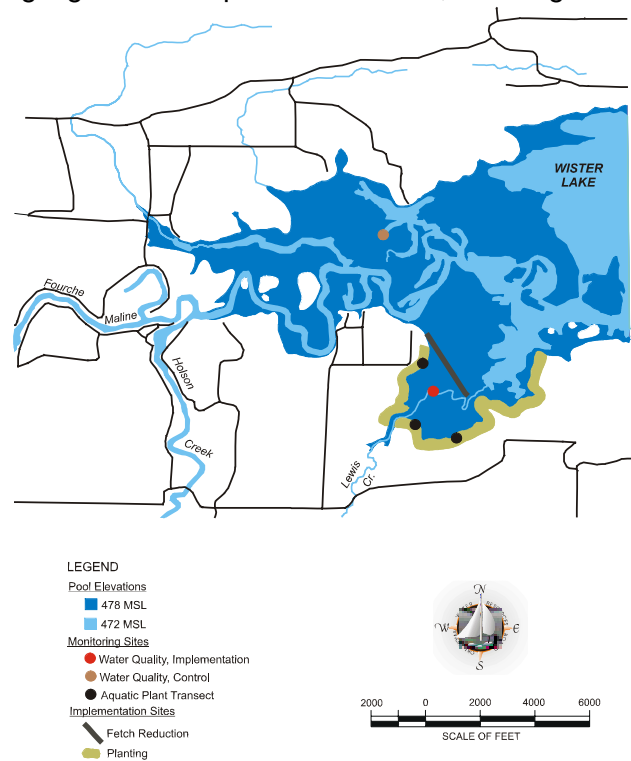 WISTER
LAKE
Fourche
Maline
Holson
Creek
Lewis
Cr.
LEGEND
Pool Elevations
478 MSL
472 MSL
Monitoring Sites
Water Quality, Implementation
Water Quality, Control
Aquatic Plant Transect
Implementation Sites
Fetch Reduction
Planting
N
W E
S
2000 0 2000 4000 6000
SCALE OF FEET